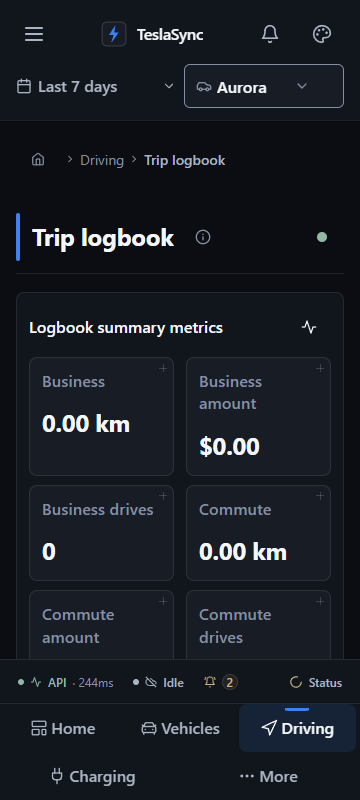 TeslaSync
Last 7 days
Aurora
Driving
Trip logbook
Trip logbook
Logbook summary metrics
Business
0.00 km
Business
amount
$0.00
Business drives
0
Commute
0.00 km
Commute
amount
Commute
drives
API · 244ms
Idle
2
Status
Home
Vehicles
Driving
Charging
More